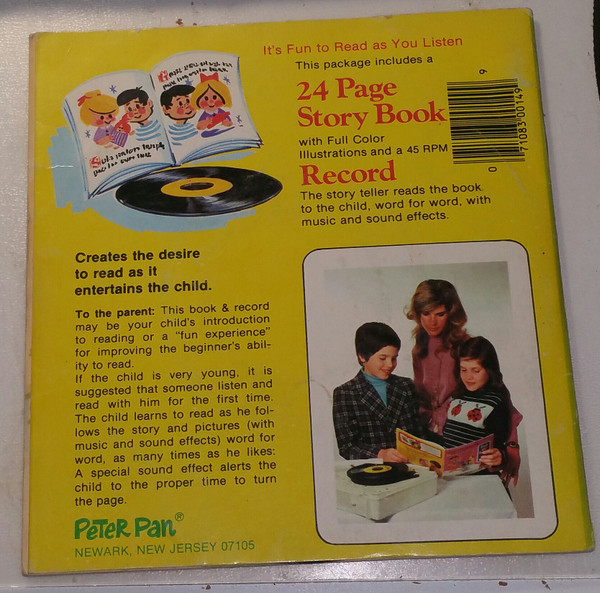 It's Fun to Read as You Listen
This package includes a
24 Page
Story Book
with Full Color
Illustrations and a 45 RPM
Record
The story teller reads the book
to the child, word for word, with
music and sound effects.
6
71083 00149
0
Creates the desire
to read as it
entertains the child.
To the parent: This book & record
may be your child's introduction
to reading or a "fun experience"
for improving the beginner's abil-
ity to read.
If the child is very young, it is
suggested that someone listen and
read with him for the first time.
The child learns to read as he fol-
lows the story and pictures (with
music and sound effects) word for
word, as many times as he likes:
A special sound effect alerts the
child to the proper time to turn
the page.
PETER PAN®
NEWARK, NEW JERSEY 07105